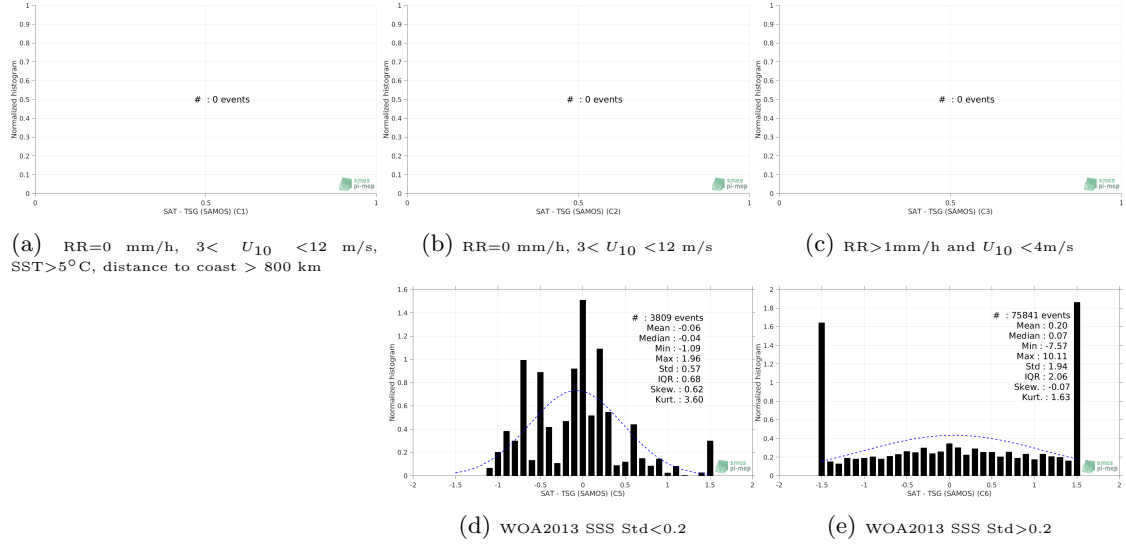 1
0.9
0.8
0.7
0.6
0.5
0.4
0.3
0.2
0.1
0
Normalized histogram
# : 0 events
smos
pi-mep
0 0.5 1
SAT - TSG (SAMOS) (C1)
1
0.9
0.8
0.7
0.6
0.5
0.4
0.3
0.2
0.1
0
Normalized histogram
# : 0 events
smos
pi-mep
0 0.5 1
SAT - TSG (SAMOS) (C2)
1
0.9
0.8
0.7
0.6
0.5
0.4
0.3
0.2
0.1
0
Normalized histogram
# : 0 events
smos
pi-mep
0 0.5 1
SAT - TSG (SAMOS) (C3)
(a) RR=0 mm/h, 3< U10 <12 m/s,
SST>5°C, distance to coast > 800 km
(b) RR=0 mm/h, 3< U10 <12 m/s
(c) RR>1mm/h and U10 <4m/s
1.6
1.4
1.2
1
0.8
0.6
0.4
0.2
0
Normalized histogram
# : 3809 events
Mean : -0.06
Median : -0.04
Min : -1.09
Max : 1.96
Std : 0.57
IQR : 0.68
Skew. : 0.62
Kurt. : 3.60
smos
pi-mep
-2 -1.5 -1 -0.5 0 0.5 1 1.5 2
SAT - TSG (SAMOS) (C5)
2
1.8
1.6
1.4
1.2
1
0.8
0.6
0.4
0.2
0
Normalized histogram
# : 75841 events
Mean : 0.20
Median : 0.07
Min : -7.57
Max : 10.11
Std : 1.94
IQR : 2.06
Skew. : -0.07
Kurt. : 1.63
smos
pi-mep
-2 -1.5 -1 -0.5 0 0.5 1 1.5 2
SAT - TSG (SAMOS) (C6)
(d) WOA2013 SSS Std<0.2
(e) WOA2013 SSS Std>0.2